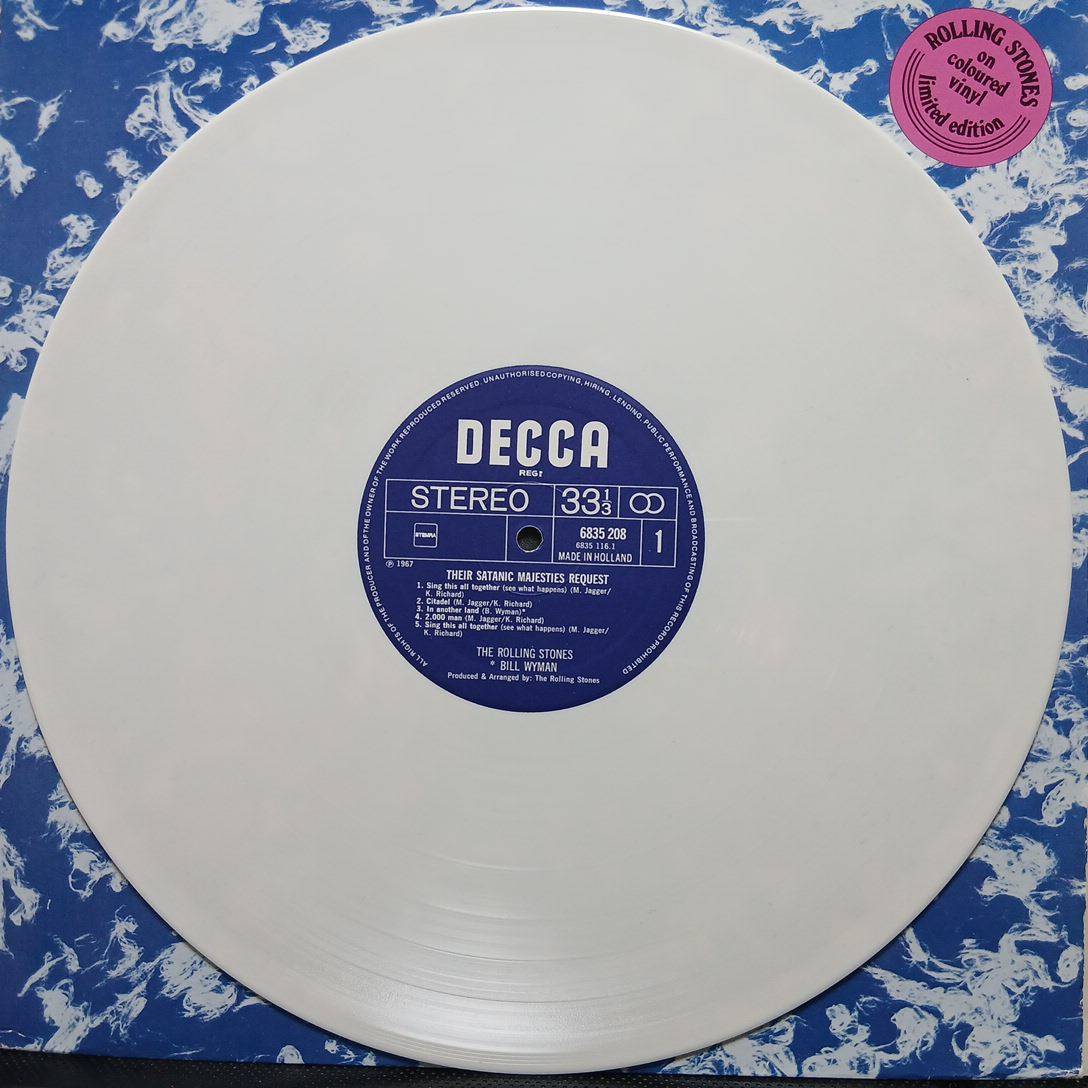 ROLLING STONES
on
coloured
vinyl
limited edition
ALL RIGHTS OF THE PRODUCER AND OF THE OWNER OF THE WORK REPRODUCED RESERVED. UNAUTHORISED COPYING, HIRING, LENDING, PUBLIC PERFORMANCE AND BROADCASTING OF THIS RECORD PROHIBITED
DECCA
REGD
STEREO 33 1/3
STEMRA
6835 208
6835 116.1
MADE IN HOLLAND
1
℗ 1967
THEIR SATANIC MAJESTIES REQUEST
1. Sing this all together (see what happens) (M. Jagger/
K. Richard)
2. Citadel (M. Jagger/K. Richard)
3. In another land (B. Wyman)*
4. 2.000 man (M. Jagger/K. Richard)
5. Sing this all together (see what happens) (M. Jagger/
K. Richard)
THE ROLLING STONES
* BILL WYMAN
Produced & Arranged by: The Rolling Stones